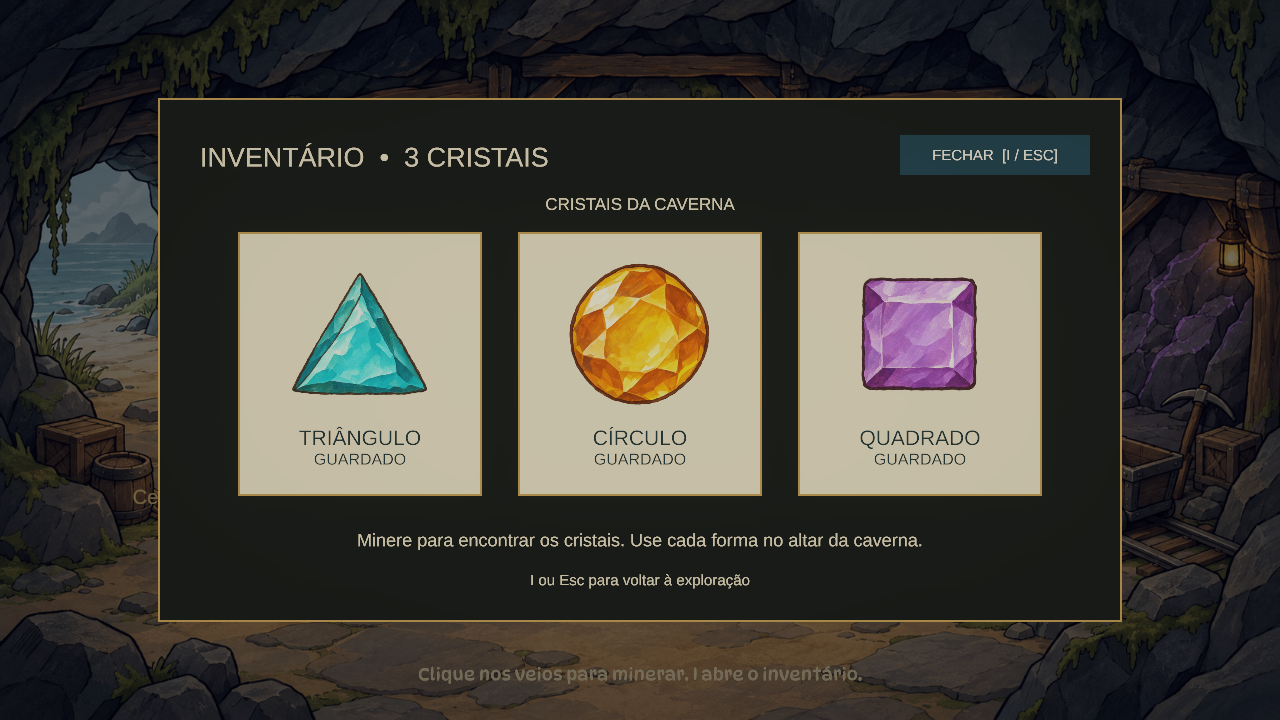 INVENTÁRIO • 3 CRISTAIS
FECHAR [I / ESC]
CRISTAIS DA CAVERNA
TRIÂNGULO
GUARDADO
CÍRCULO
GUARDADO
QUADRADO
GUARDADO
Ce
Minere para encontrar os cristais. Use cada forma no altar da caverna.
I ou Esc para voltar à exploração
Clique nos veios para minerar. I abre o inventário.